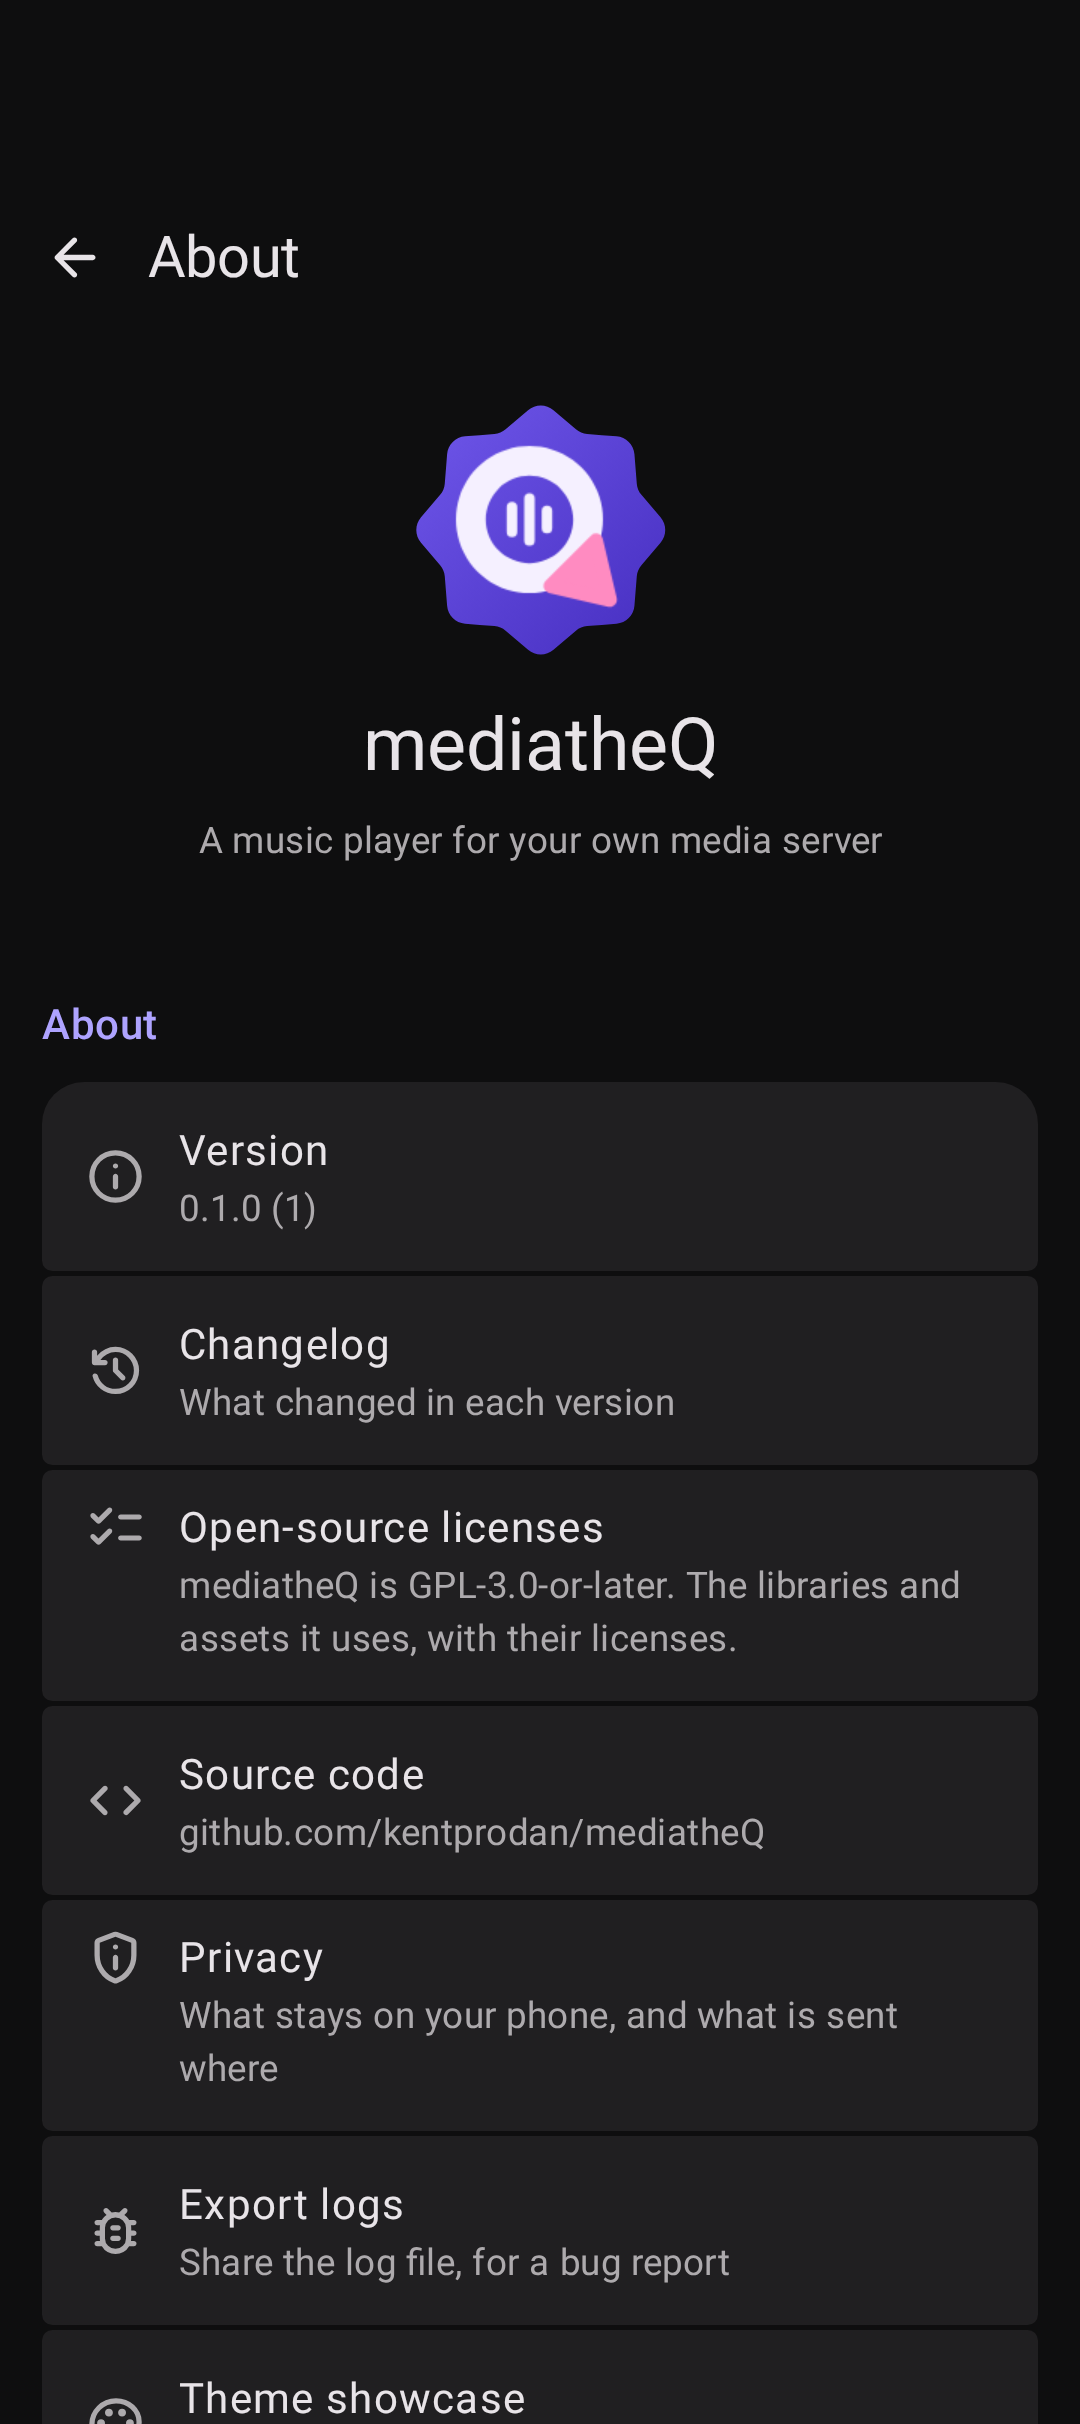 About
mediatheQ
A music player for your own media server
About
Version
0.1.0 (1)
Changelog
What changed in each version
Open-source licenses
mediatheQ is GPL-3.0-or-later. The libraries and
assets it uses, with their licenses.
Source code
github.com/kentprodan/mediatheQ
Privacy
What stays on your phone, and what is sent
where
Export logs
Share the log file, for a bug report
Theme showcase